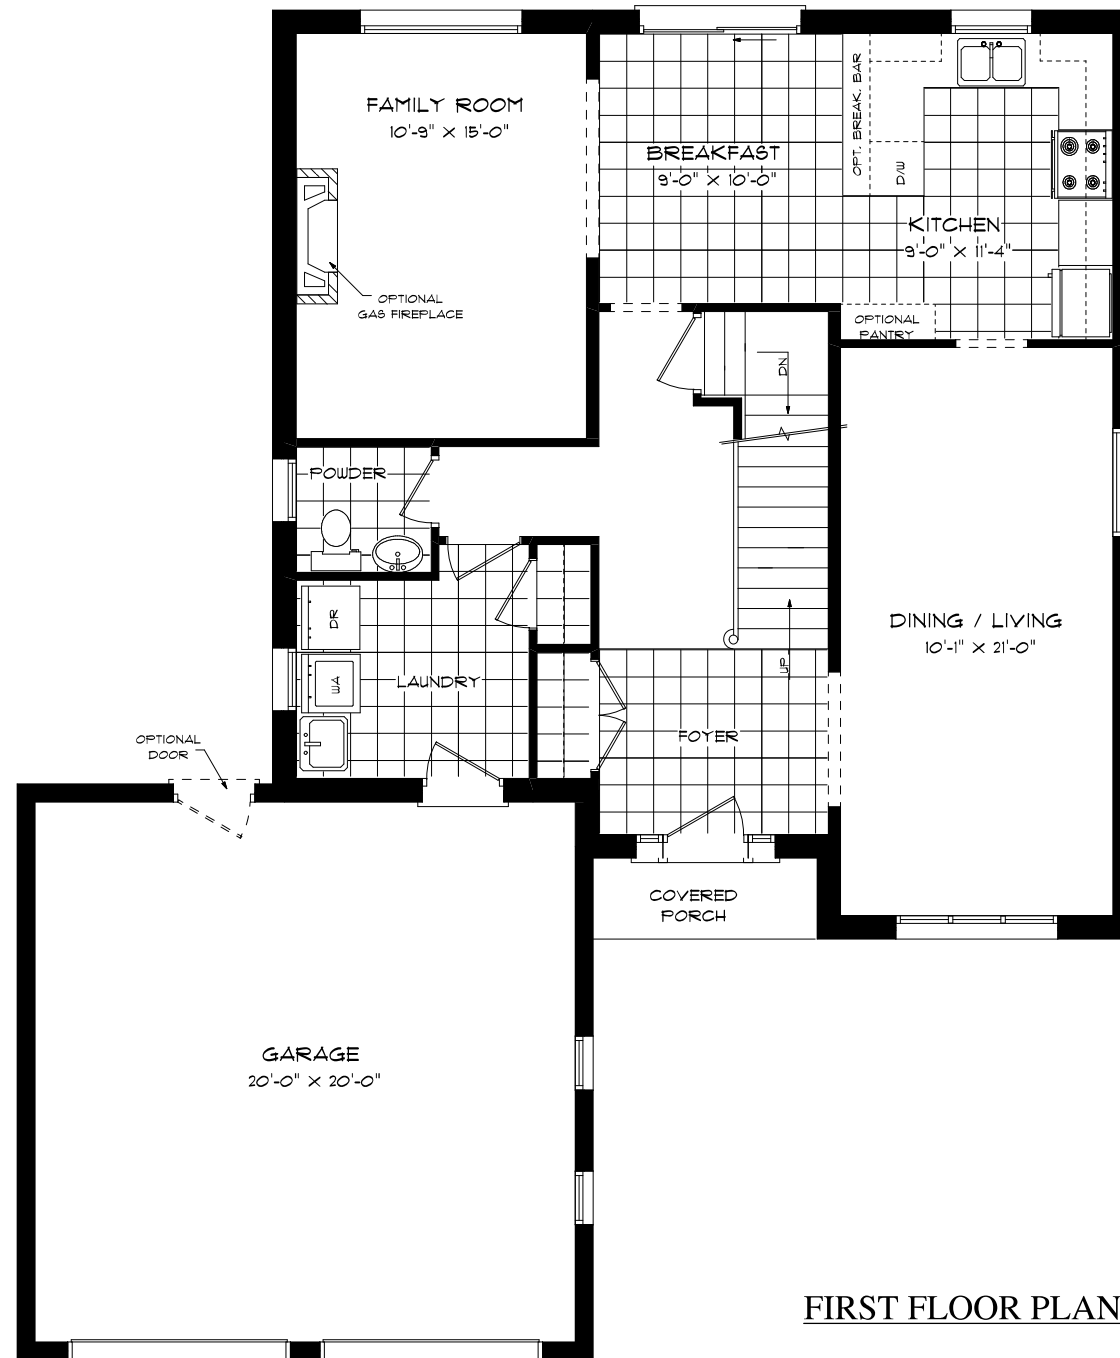 FAMILY ROOM
10'-9" X 15'-0"
OPTIONAL
GAS FIREPLACE
BREAKFAST
9'-0" X 10'-0"
OPT. BREAK. BAR
D/W
KITCHEN
9'-0" X 11'-4"
OPTIONAL
PANTRY
DN
POWDER
DR
WA
LAUNDRY
UP
FOYER
DINING / LIVING
10'-1" X 21'-0"
OPTIONAL
DOOR
COVERED
PORCH
GARAGE
20'-0" X 20'-0"
FIRST FLOOR PLAN